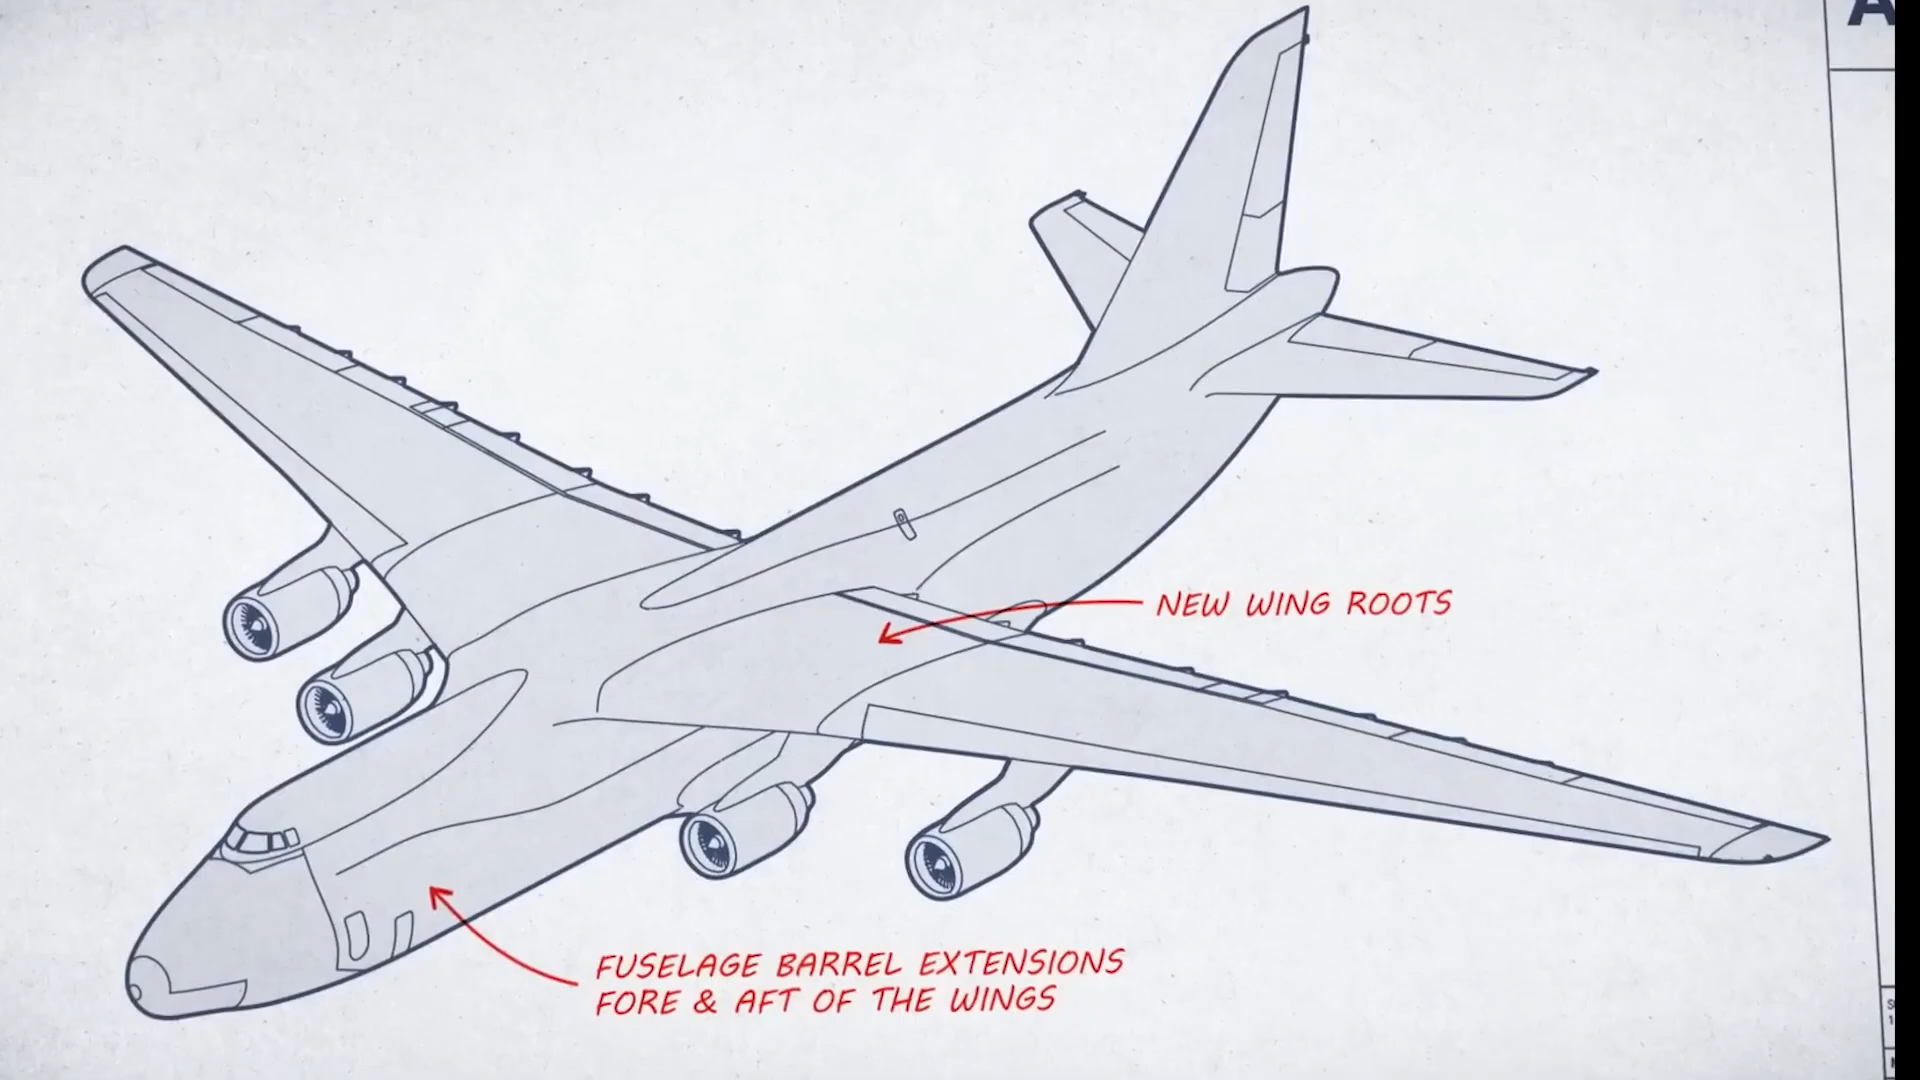 A
NEW WING ROOTS
FUSELAGE BARREL EXTENSIONS
FORE & AFT OF THE WINGS